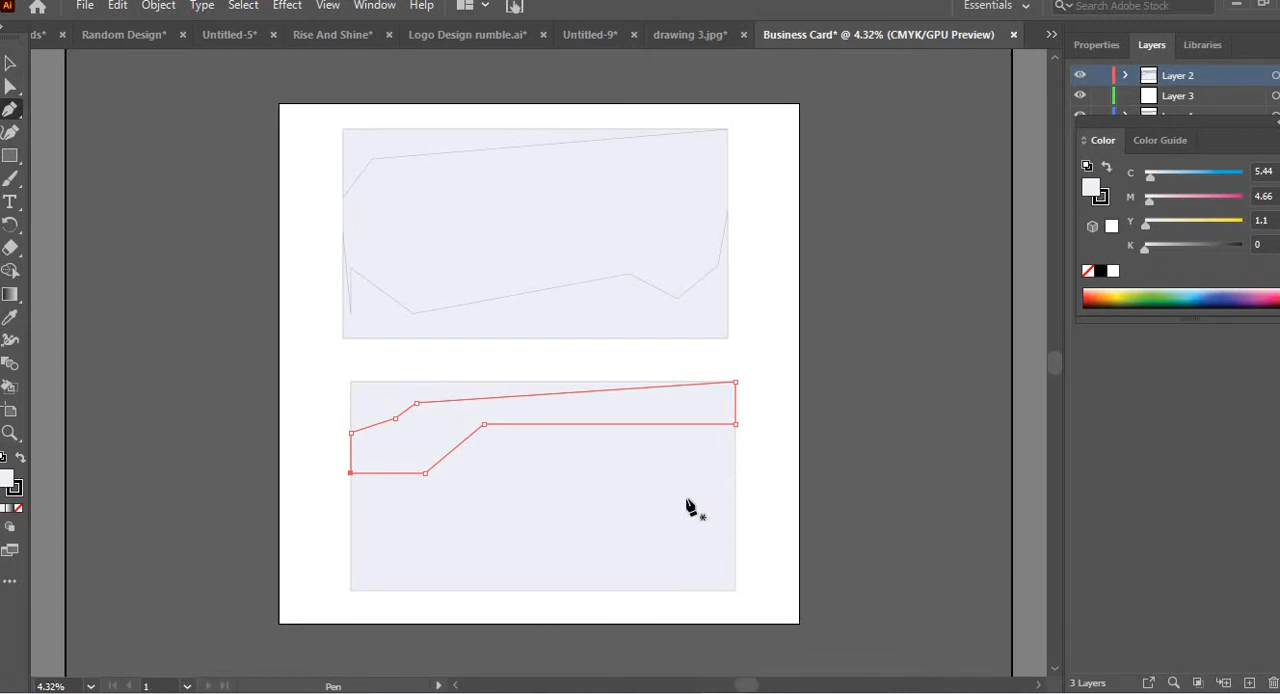 Ai File Edit Object Type Select Effect View Window Help Essentials Search Adobe Stock
ds* × Random Design* × Untitled-5* × Rise And Shine* × Logo Design rumble.ai* × Untitled-9* × drawing 3.jpg* × Business Card* @ 4.32% (CMYK/GPU Preview) ×
Properties Layers Libraries
Layer 2
Layer 3
Color Color Guide
C 5.44
M 4.66
Y 1.1
K 0
T
4.32% 1 Pen 3 Layers